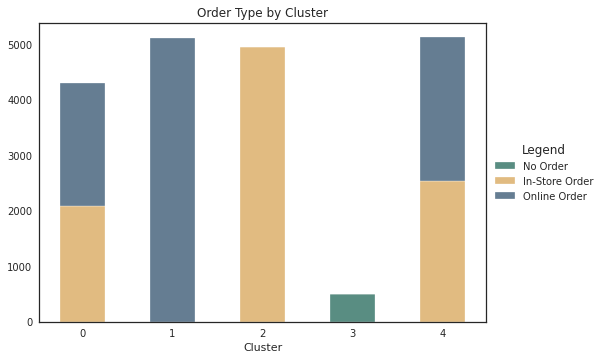 Order Type by Cluster
5000
4000
3000
2000
1000
0
0 1 2 3 4
Cluster
Legend
No Order
In-Store Order
Online Order